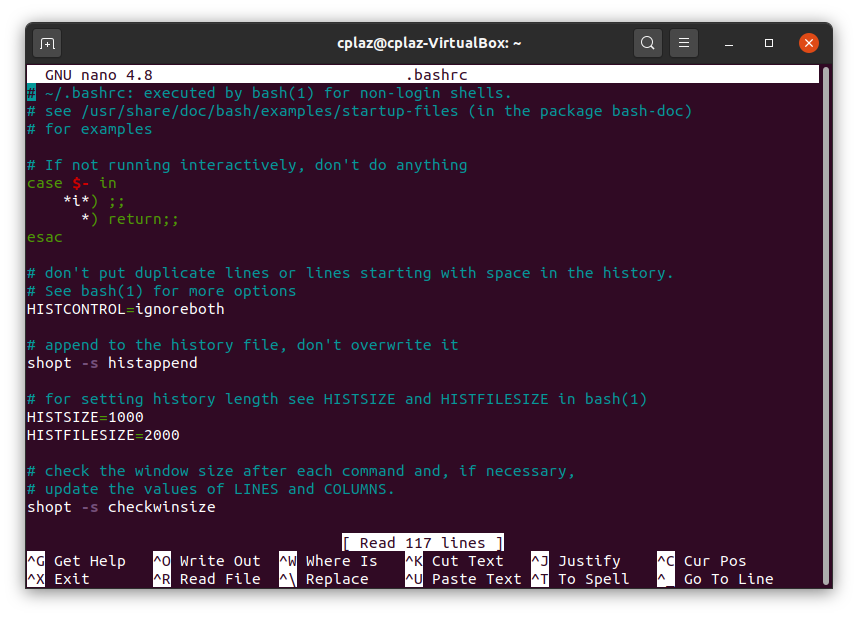 cplaz@cplaz-VirtualBox: ~
GNU nano 4.8 .bashrc
# ~/.bashrc: executed by bash(1) for non-login shells.
# see /usr/share/doc/bash/examples/startup-files (in the package bash-doc)
# for examples
# If not running interactively, don't do anything
case $- in
    *i*) ;;
      *) return;;
esac
# don't put duplicate lines or lines starting with space in the history.
# See bash(1) for more options
HISTCONTROL=ignoreboth
# append to the history file, don't overwrite it
shopt -s histappend
# for setting history length see HISTSIZE and HISTFILESIZE in bash(1)
HISTSIZE=1000
HISTFILESIZE=2000
# check the window size after each command and, if necessary,
# update the values of LINES and COLUMNS.
shopt -s checkwinsize
[ Read 117 lines ]
^G Get Help ^O Write Out ^W Where Is ^K Cut Text ^J Justify ^C Cur Pos
^X Exit ^R Read File ^\ Replace ^U Paste Text ^T To Spell ^_ Go To Line